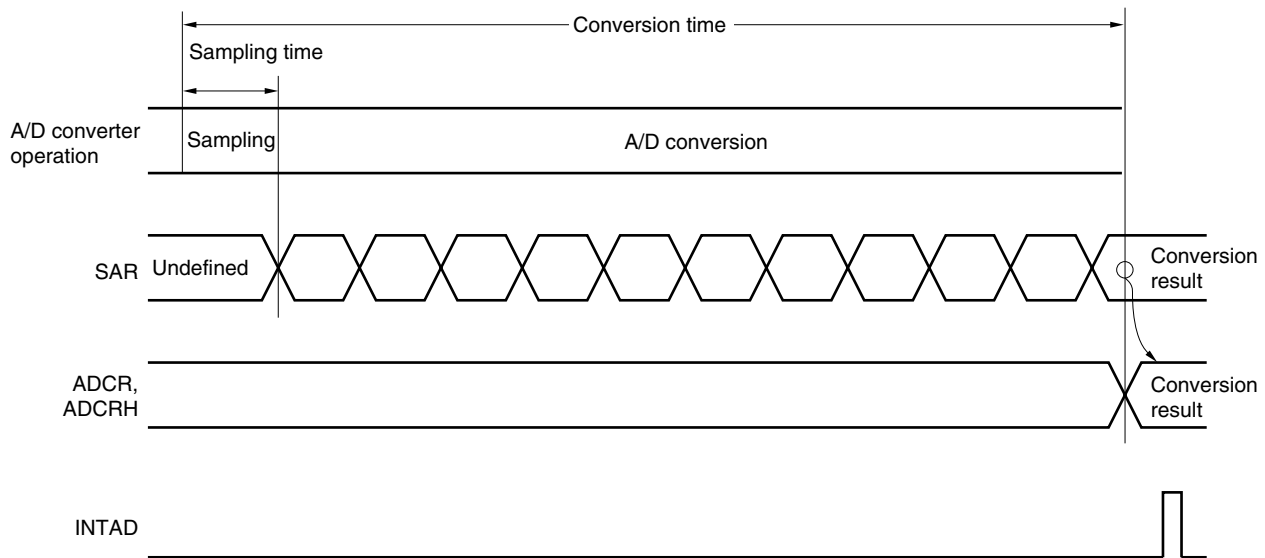 Conversion time
Sampling time
A/D converter
operation
Sampling
A/D conversion
SAR
Undefined
Conversion
result
ADCR,
ADCRH
Conversion
result
INTAD